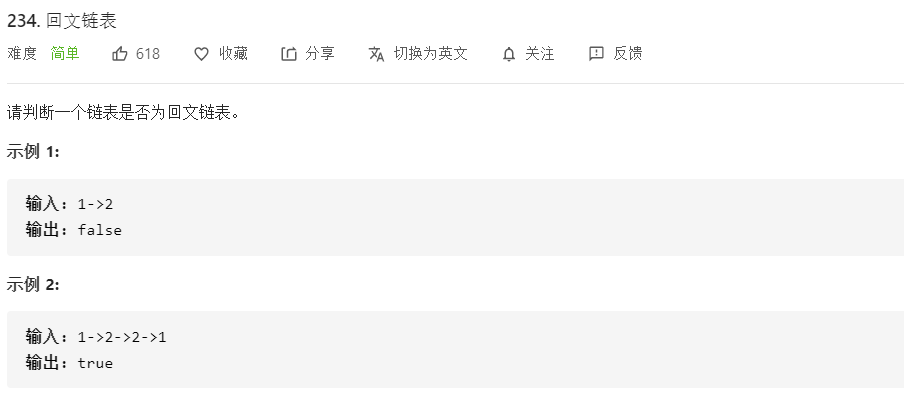 234. 回文链表
难度 简单 618 收藏 分享 切换为英文 关注 反馈
请判断一个链表是否为回文链表。
示例 1:
输入: 1->2
输出: false
示例 2:
输入: 1->2->2->1
输出: true